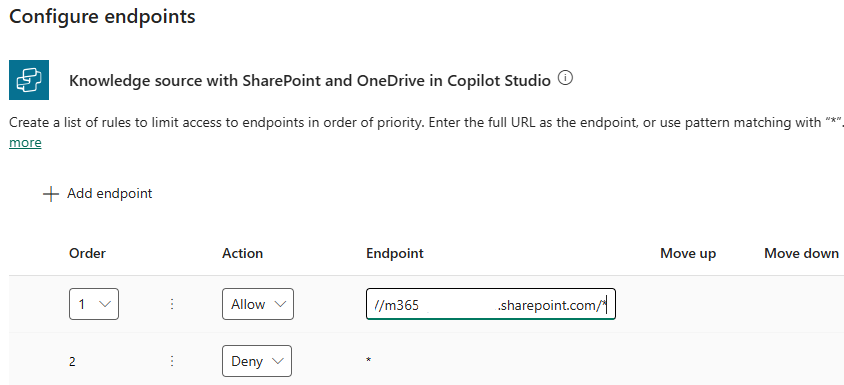 Configure endpoints
Knowledge source with SharePoint and OneDrive in Copilot Studio
Create a list of rules to limit access to endpoints in order of priority. Enter the full URL as the endpoint, or use pattern matching with “*”.
more
Add endpoint
Order Action Endpoint Move up Move down
1 Allow //m365 .sharepoint.com/*
2 Deny *